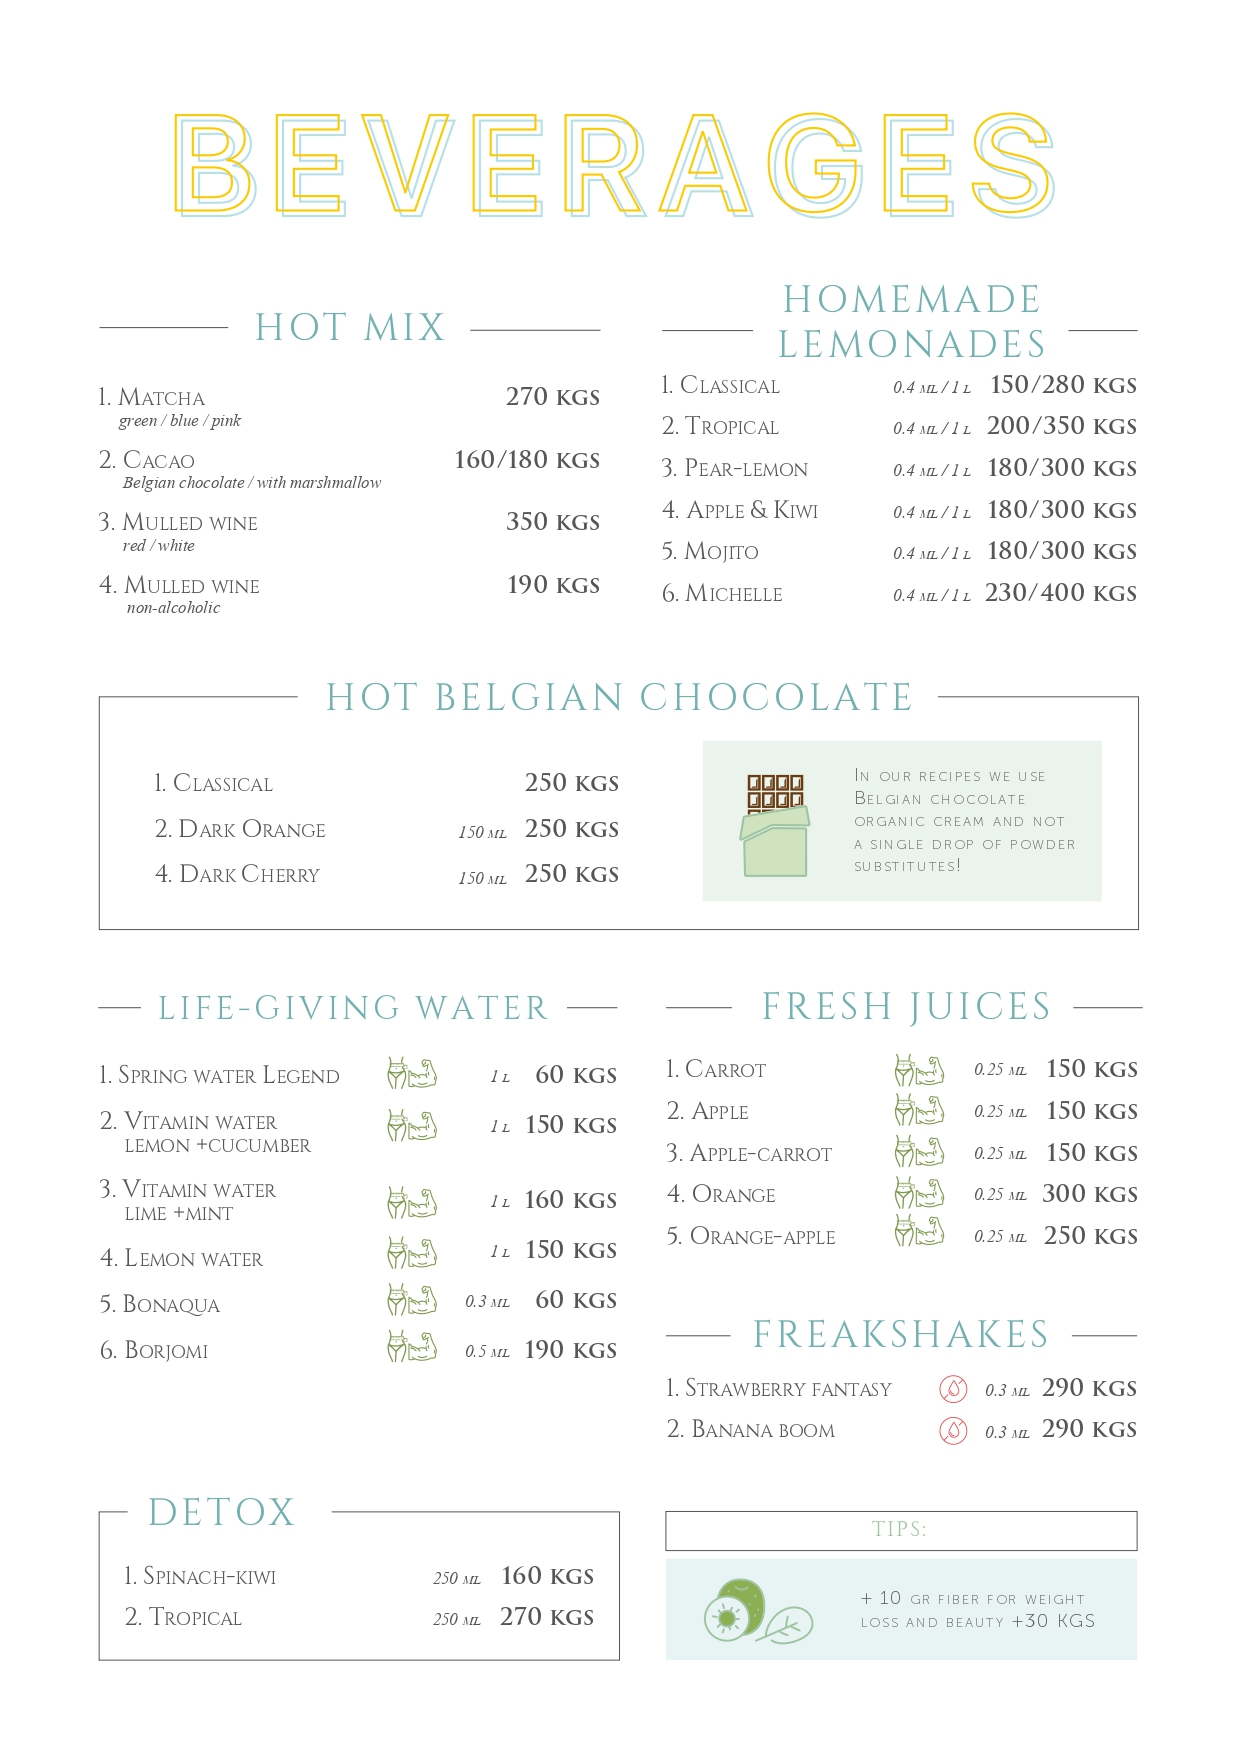 BEVERAGES
HOT MIX
1. Matcha 270 KGS
green / blue / pink
2. Cacao 160/180 KGS
Belgian chocolate / with marshmallow
3. Mulled wine 350 KGS
red / white
4. Mulled wine 190 KGS
non-alcoholic
HOMEMADE
LEMONADES
1. Classical 0.4 ML / 1 L 150/280 KGS
2. Tropical 0.4 ML / 1 L 200/350 KGS
3. Pear-lemon 0.4 ML / 1 L 180/300 KGS
4. Apple & Kiwi 0.4 ML / 1 L 180/300 KGS
5. Mojito 0.4 ML / 1 L 180/300 KGS
6. Michelle 0.4 ML / 1 L 230/400 KGS
HOT BELGIAN CHOCOLATE
1. Classical 250 KGS
2. Dark Orange 150 ML 250 KGS
4. Dark Cherry 150 ML 250 KGS
In our recipes we use
Belgian chocolate
organic cream and not
a single drop of powder
substitutes!
LIFE-GIVING WATER
1. Spring water Legend 1 L 60 KGS
2. Vitamin water 1 L 150 KGS
lemon +cucumber
3. Vitamin water 1 L 160 KGS
lime +mint
4. Lemon water 1 L 150 KGS
5. Bonaqua 0.3 ML 60 KGS
6. Borjomi 0.5 ML 190 KGS
FRESH JUICES
1. Carrot 0.25 ML 150 KGS
2. Apple 0.25 ML 150 KGS
3. Apple-carrot 0.25 ML 150 KGS
4. Orange 0.25 ML 300 KGS
5. Orange-apple 0.25 ML 250 KGS
FREAKSHAKES
1. Strawberry fantasy 0.3 ML 290 KGS
2. Banana boom 0.3 ML 290 KGS
DETOX
1. Spinach-kiwi 250 ML 160 KGS
2. Tropical 250 ML 270 KGS
TIPS:
+ 10 gr fiber for weight
loss and beauty +30 KGS